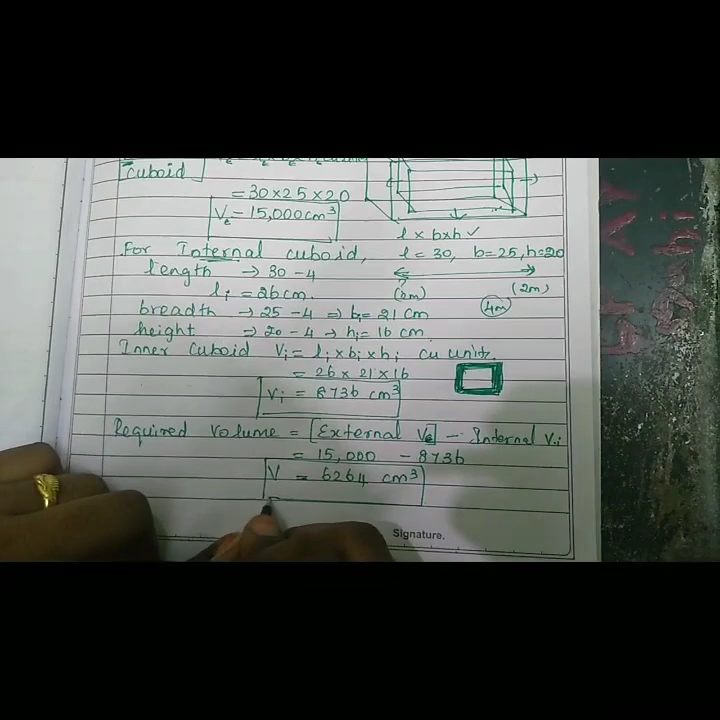 cuboid
= 30×25×20
Ve = 15,000 cm³
l × b×h ✓
For Internal cuboid,
l = 30, b=25, h=20
length → 30 - 4
li = 26 cm.
(2m)
(2m)
4m
breadth → 25 - 4 ⇒ bi = 21 cm
height → 20 - 4 → hi = 16 cm
Inner cuboid Vi = li × bi × hi cu units.
= 26 × 21 × 16
Vi = 8736 cm³
Required Volume = [External Ve] - Internal Vi
= 15,000 - 8736
V = 6264 cm³
Signature.